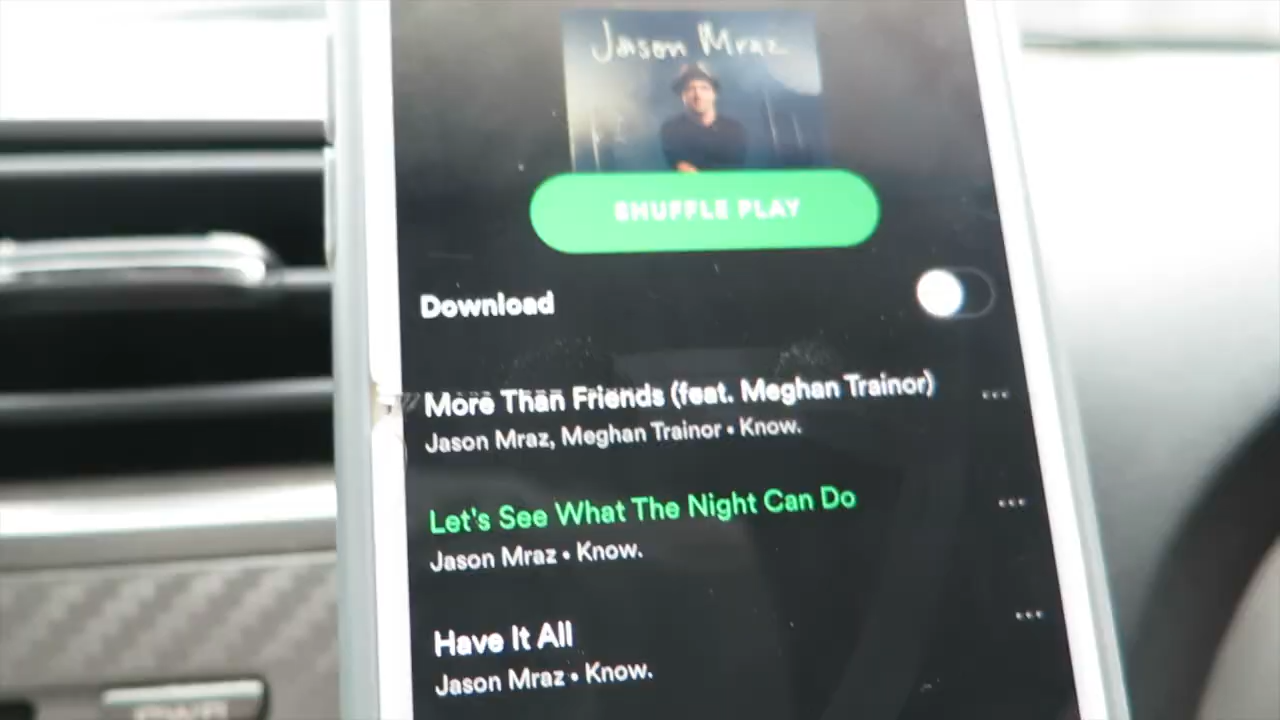 Jason Mraz
SHUFFLE PLAY
Download
More Than Friends (feat. Meghan Trainor)
Jason Mraz, Meghan Trainor • Know.
Let's See What The Night Can Do
Jason Mraz • Know.
Have It All
Jason Mraz • Know.